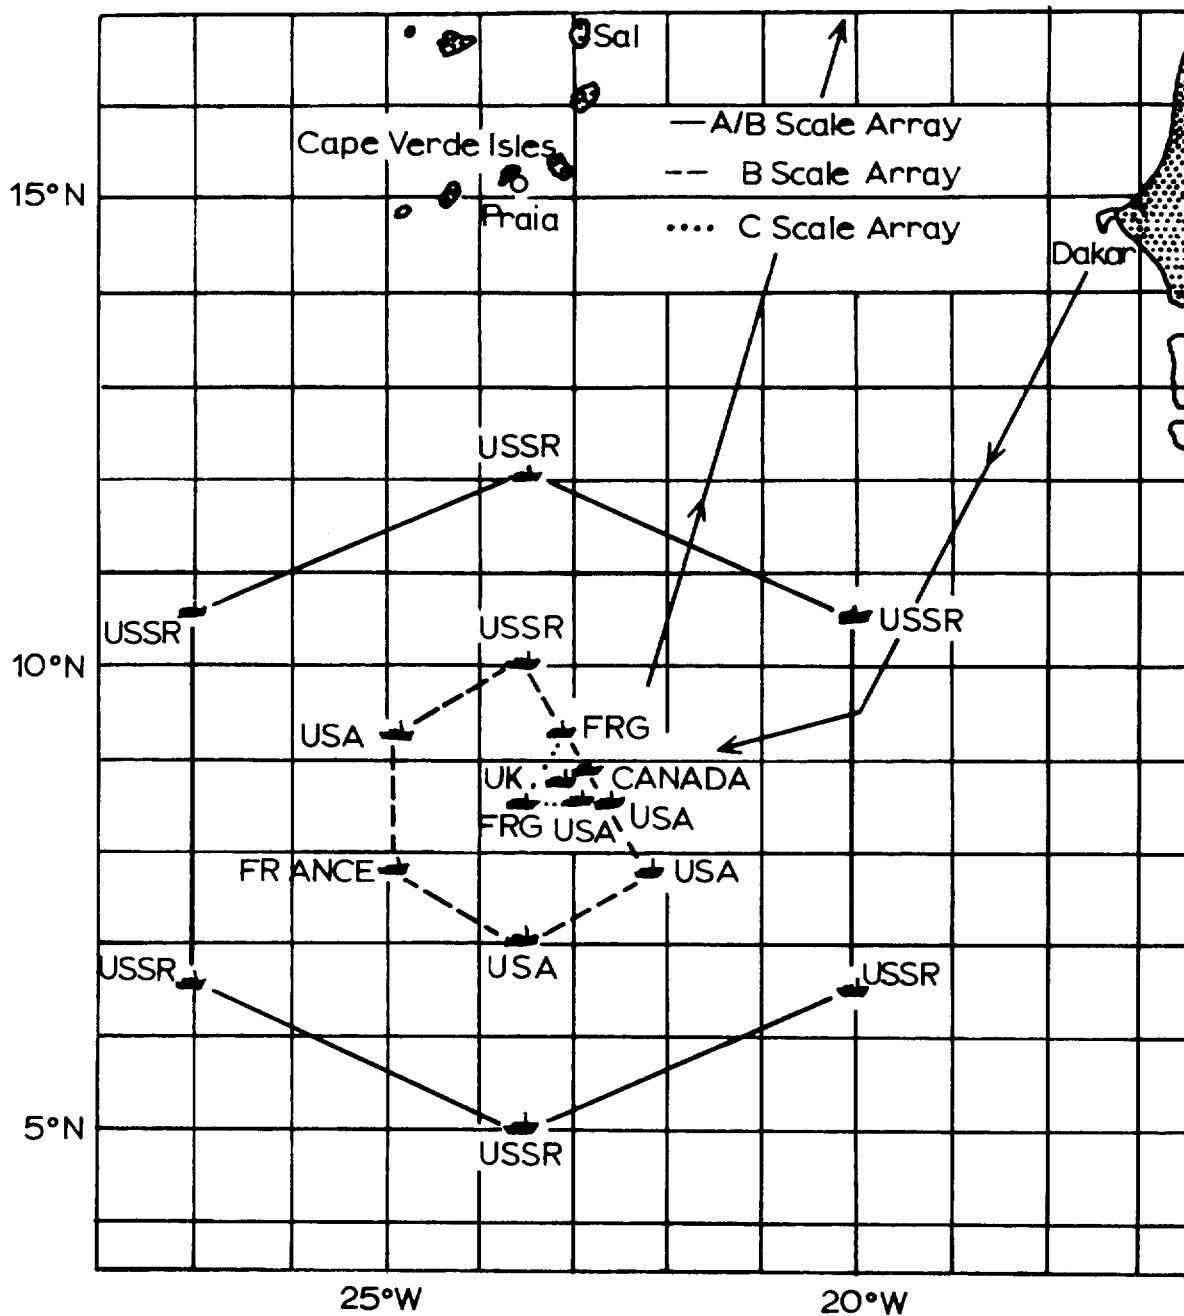 Sal
— A/B Scale Array
Cape Verde Isles
-- B Scale Array
15°N
Praia
.... C Scale Array
Dakar
USSR
USSR
USSR
USSR
10°N
USA
FRG
UK
CANADA
FRG
USA
USA
FRANCE
USA
USA
USSR
USSR
5°N
USSR
25°W
20°W